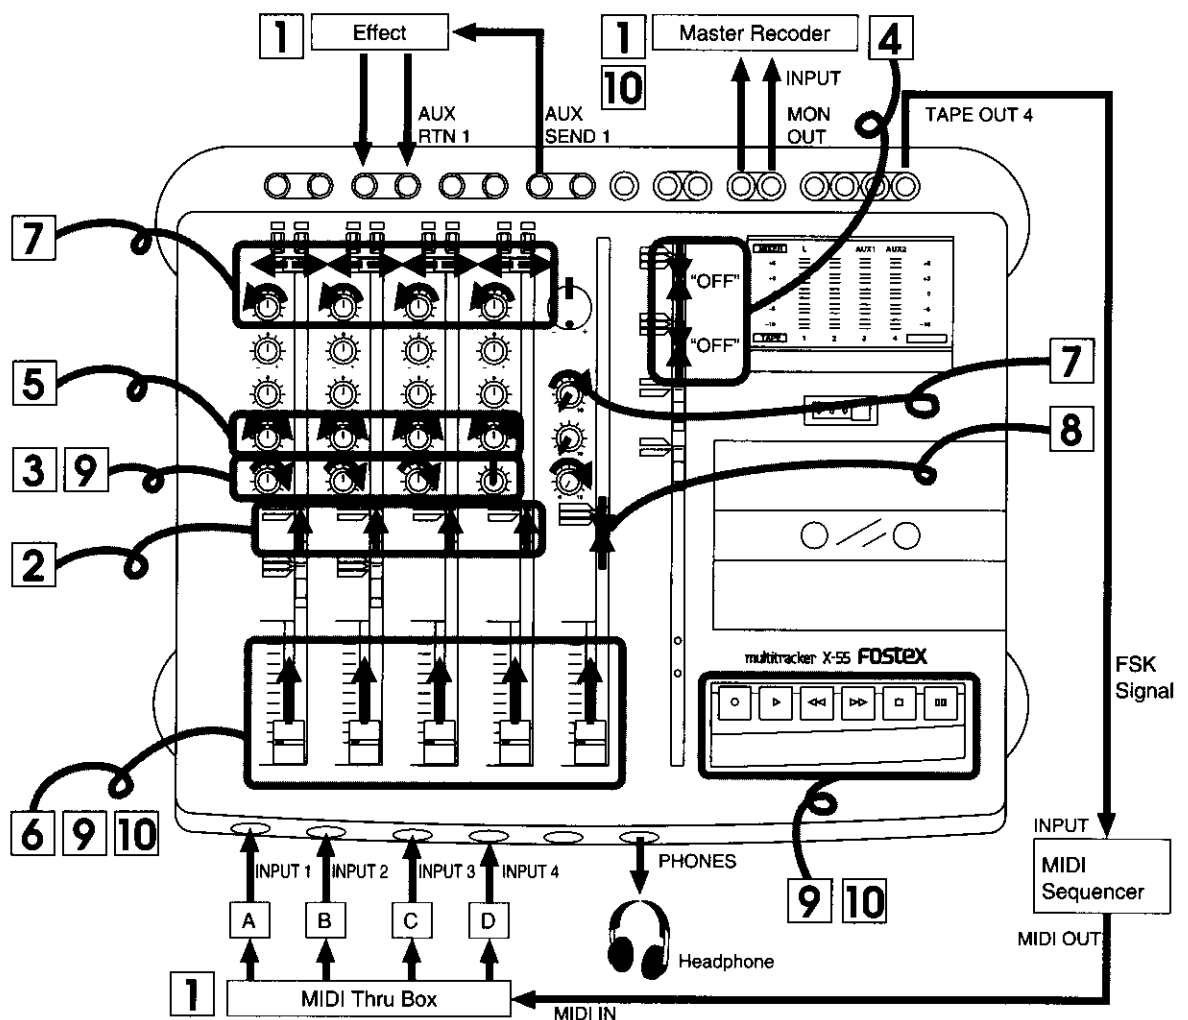 1 Effect
1 Master Recoder 4
10 INPUT
AUX
RTN 1
AUX
SEND 1
MON
OUT
TAPE OUT 4
7
MIXER L AUX1 AUX2
"OFF"
"OFF"
TAPE 1 2 3 4
7
5
8
3 9
2
multitracker X-55 FOSTEX
FSK
Signal
6 9 10
INPUT 1 INPUT 2 INPUT 3 INPUT 4
PHONES
INPUT
MIDI
Sequencer
9 10
A B C D
MIDI OUT
Headphone
1 MIDI Thru Box
MIDI IN